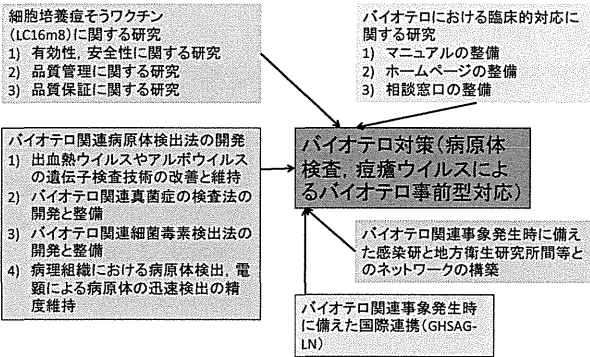 細胞培養痘そうワクチン
(LC16m8)に関する研究
1) 有効性，安全性に関する研究
2) 品質管理に関する研究
3) 品質保証に関する研究
バイオテロにおける臨床的対応に
関する研究
1) マニュアルの整備
2) ホームページの整備
3) 相談窓口の整備
バイオテロ関連病原体検出法の開発
1) 出血熱ウイルスやアルボウイルス
の遺伝子検査技術の改善と維持
2) バイオテロ関連真菌症の検査法の
開発と整備
3) バイオテロ関連細菌毒素検出法の
開発と整備
4) 病理組織における病原体検出，電
顕による病原体の迅速検出の精
度維持
バイオテロ対策(病原体
検査，痘瘡ウイルスによ
るバイオテロ事前型対応)
バイオテロ関連事象発生時に備え
た感染研と地方衛生研究所間等と
のネットワークの構築
バイオテロ関連事象発生時
に備えた国際連携(GHSAG-
LN)